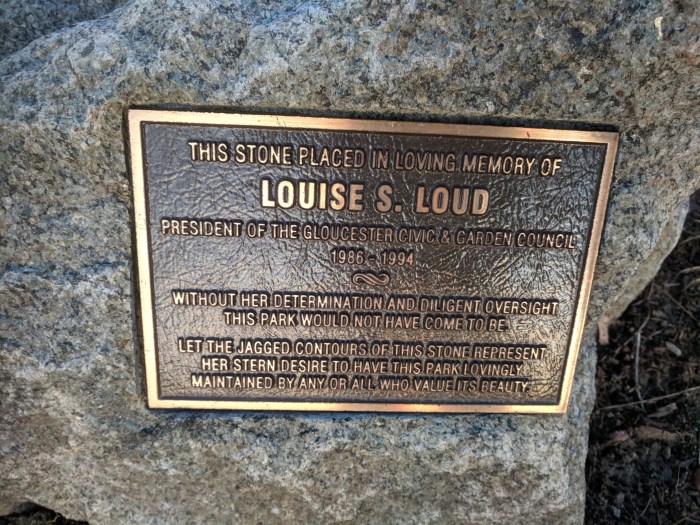 THIS STONE PLACED IN LOVING MEMORY OF
LOUISE S. LOUD
PRESIDENT OF THE GLOUCESTER CIVIC & GARDEN COUNCIL
1986 - 1994
WITHOUT HER DETERMINATION AND DILIGENT OVERSIGHT
THIS PARK WOULD NOT HAVE COME TO BE.
LET THE JAGGED CONTOURS OF THIS STONE REPRESENT
HER STERN DESIRE TO HAVE THIS PARK LOVINGLY
MAINTAINED BY ANY OR ALL WHO VALUE ITS BEAUTY.